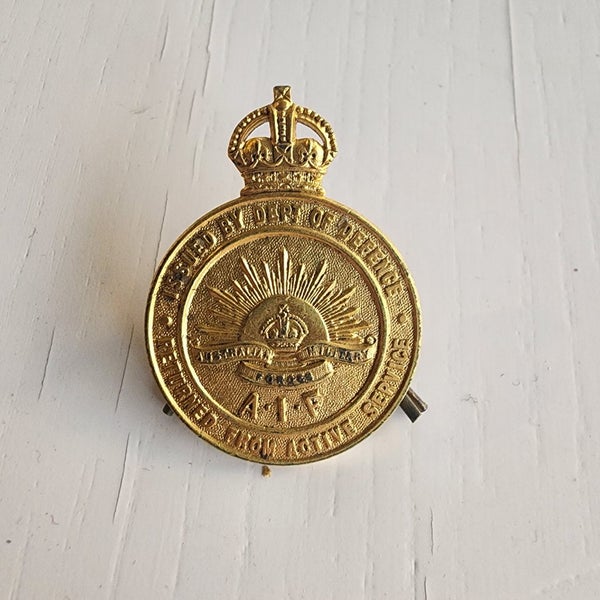 ISSUED BY DEPT OF DEFENCE
RETURNED FROM ACTIVE SERVICE
AUSTRALIAN MILITARY
FORCES
A·I·F